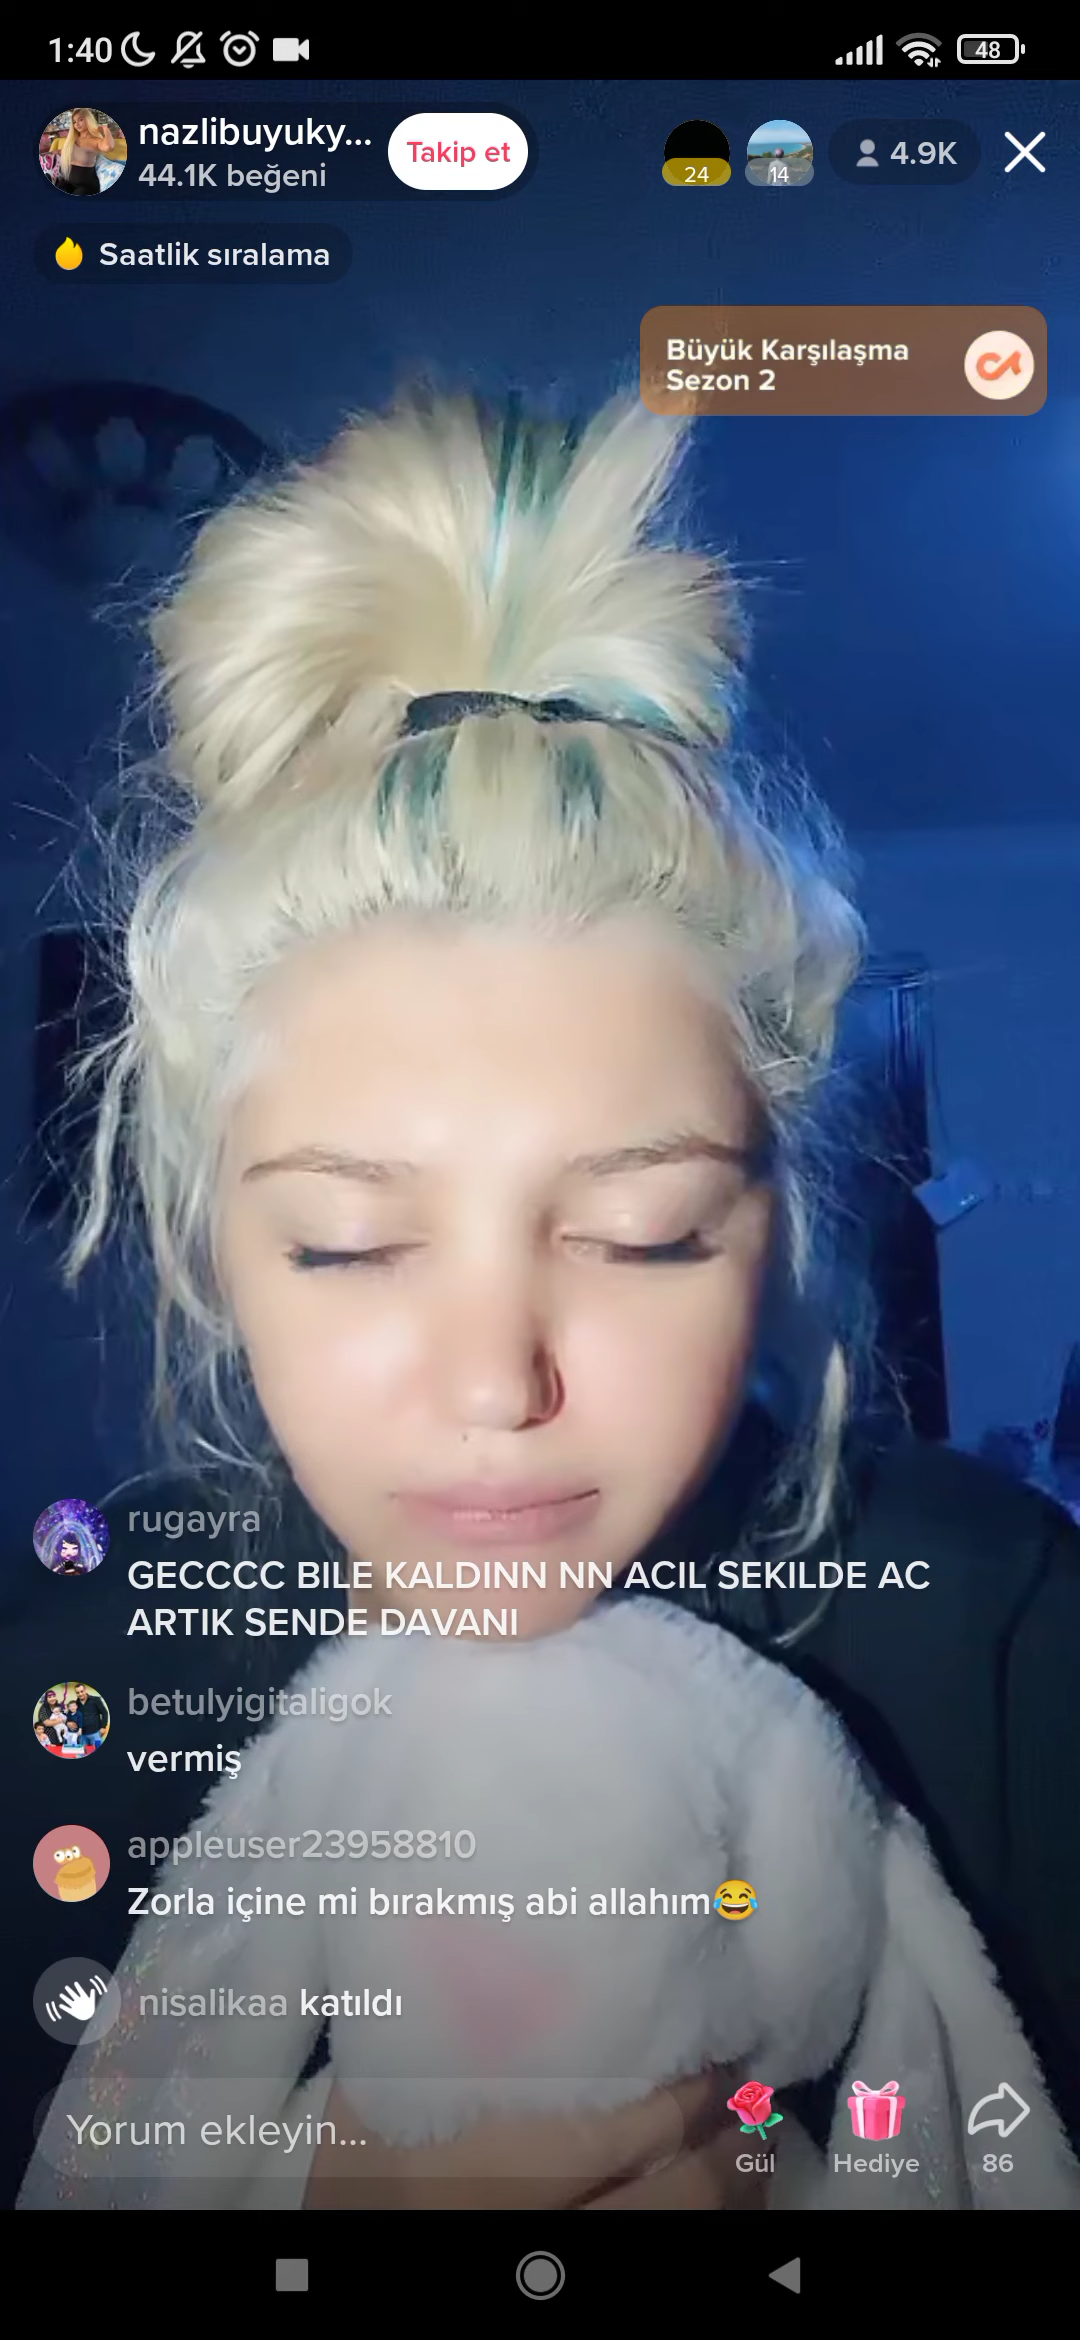 1:40
48
nazlibuyuky...
44.1K beğeni
Takip et
24
14
4.9K
Saatlik sıralama
Büyük Karşılaşma
Sezon 2
rugayra
GECCCC BILE KALDINN NN ACIL SEKILDE AC
ARTIK SENDE DAVANI
betulyigitaligok
vermiş
appleuser23958810
Zorla içine mi bırakmış abi allahım😂
nisalikaa katıldı
Yorum ekleyin...
Gül
Hediye
86